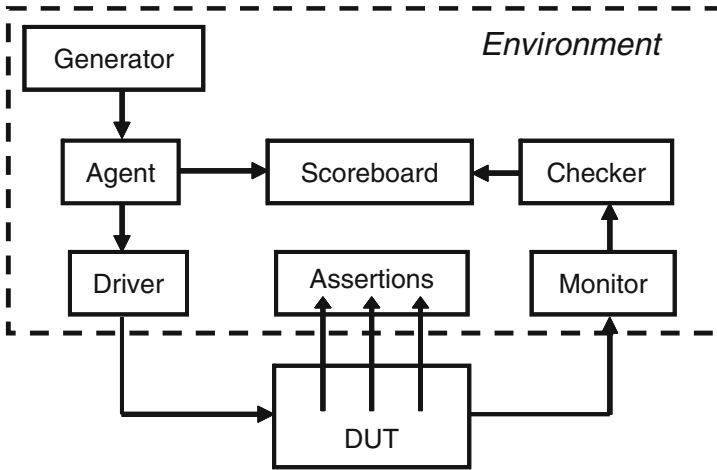 Environment
Generator
Agent
Scoreboard
Checker
Driver
Assertions
Monitor
DUT